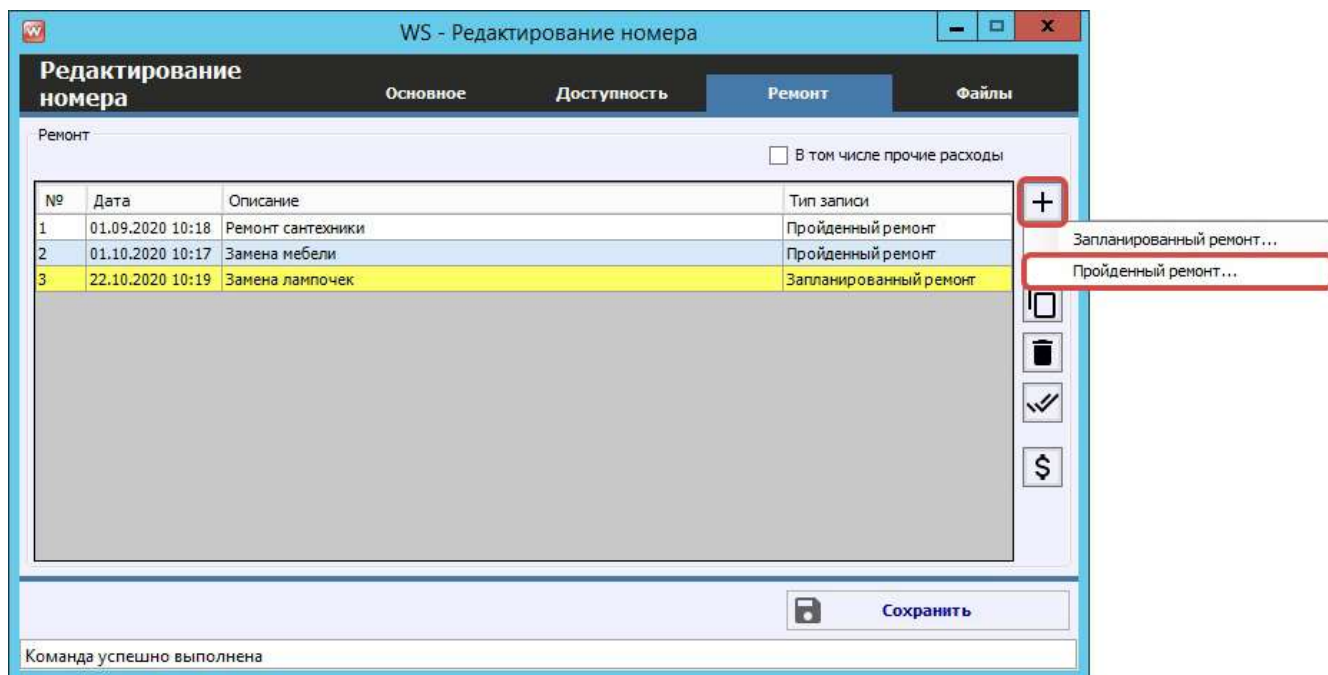 WS - Редактирование номера
Редактирование
номера
Основное Доступность Ремонт Файлы
Ремонт
В том числе прочие расходы
№ Дата Описание Тип записи
1 01.09.2020 10:18 Ремонт сантехники Пройденный ремонт
2 01.10.2020 10:17 Замена мебели Пройденный ремонт
3 22.10.2020 10:19 Замена лампочек Запланированный ремонт
Запланированный ремонт...
Пройденный ремонт...
Сохранить
Команда успешно выполнена